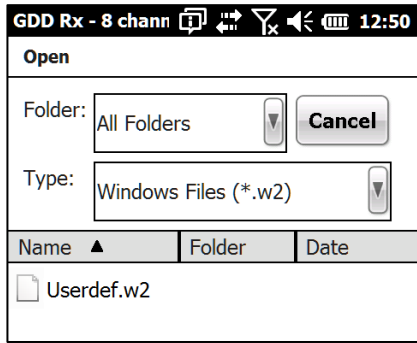 GDD Rx - 8 chann 12:50
Open
Folder: All Folders Cancel
Type: Windows Files (*.w2)
Name Folder Date
Userdef.w2